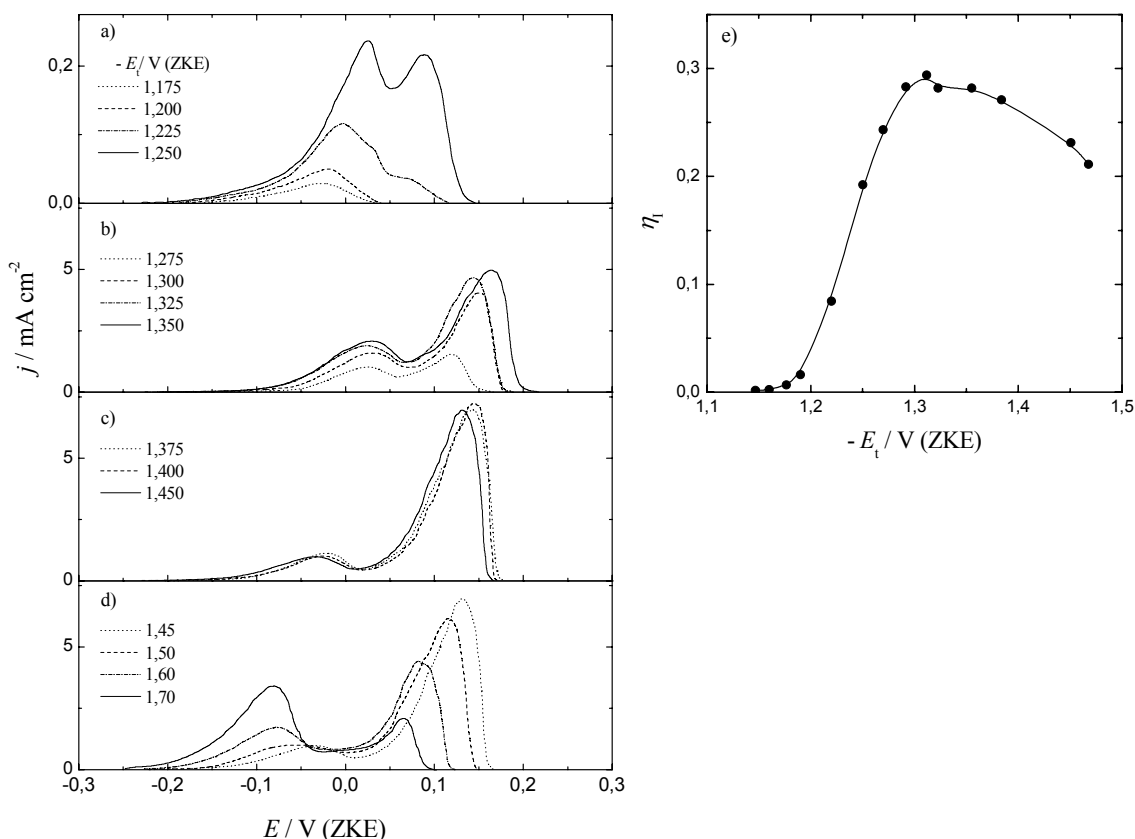 a)
- Eₜ/ V (ZKE)
1,175
1,200
1,225
1,250
0,2
0,0
b)
1,275
1,300
1,325
1,350
5
0
c)
1,375
1,400
1,450
5
0
d)
1,45
1,50
1,60
1,70
5
0
j / mA cm⁻²
-0,3 -0,2 -0,1 0,0 0,1 0,2 0,3
E / V (ZKE)
e)
0,3
0,2
0,1
0,0
ηI
1,1 1,2 1,3 1,4 1,5
- Eₜ / V (ZKE)